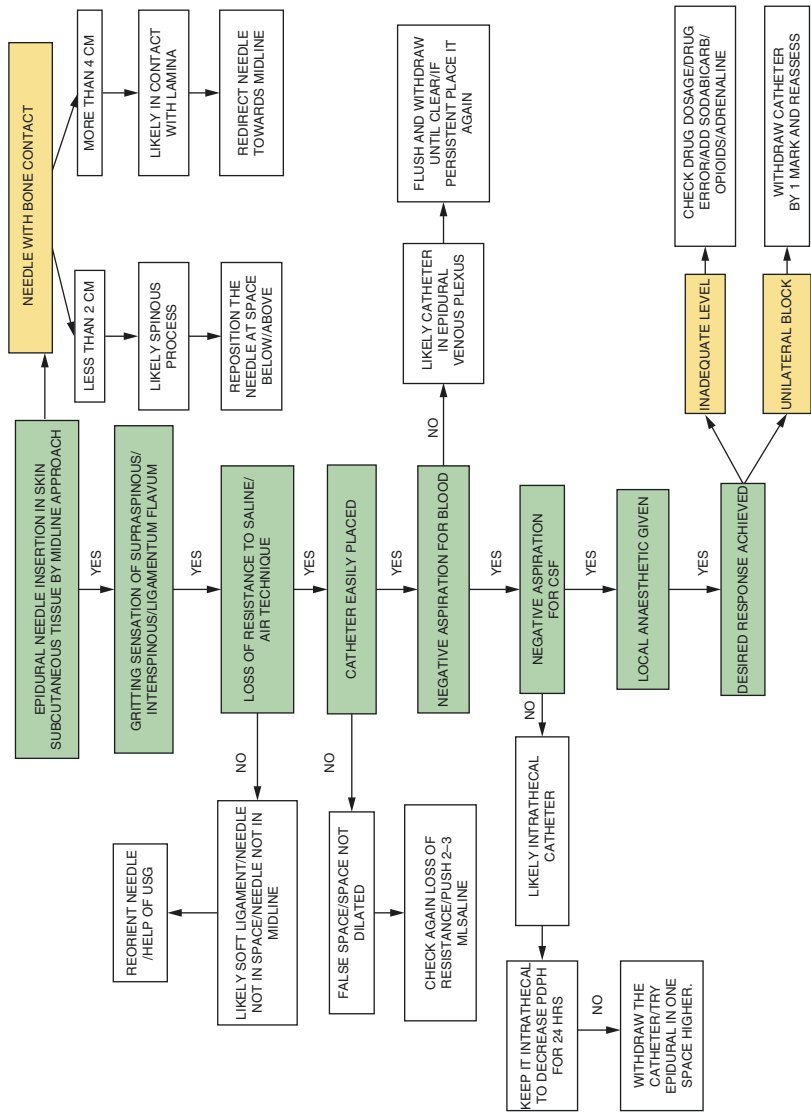 EPIDURAL NEEDLE INSERTION IN SKIN
SUBCUTANEOUS TISSUE BY MIDLINE APPROACH
NEEDLE WITH BONE CONTACT
LESS THAN 2 CM
LIKELY SPINOUS
PROCESS
REPOSITION THE
NEEDLE AT SPACE
BELOW/ABOVE
MORE THAN 4 CM
LIKELY IN CONTACT
WITH LAMINA
REDIRECT NEEDLE
TOWARDS MIDLINE
YES
GRITTING SENSATION OF SUPRASPINOUS/
INTERSPINOUS/LIGAMENTUM FLAVUM
YES
LOSS OF RESISTANCE TO SALINE/
AIR TECHNIQUE
NO
LIKELY SOFT LIGAMENT/NEEDLE
NOT IN SPACE/NEEDLE NOT IN
MIDLINE
REORIENT NEEDLE
/HELP OF USG
YES
CATHETER EASILY PLACED
NO
FALSE SPACE/SPACE NOT
DILATED
CHECK AGAIN LOSS OF
RESISTANCE/PUSH 2–3
MLSALINE
YES
NEGATIVE ASPIRATION FOR BLOOD
NO
LIKELY CATHETER
IN EPIDURAL
VENOUS PLEXUS
FLUSH AND WITHDRAW
UNTIL CLEAR/IF
PERSISTENT PLACE IT
AGAIN
YES
NEGATIVE ASPIRATION
FOR CSF
NO
LIKELY INTRATHECAL
CATHETER
KEEP IT INTRATHECAL
TO DECREASE PDPH
FOR 24 HRS
NO
WITHDRAW THE
CATHETER/TRY
EPIDURAL IN ONE
SPACE HIGHER.
YES
LOCAL ANAESTHETIC GIVEN
YES
DESIRED RESPONSE ACHIEVED
INADEQUATE LEVEL
CHECK DRUG DOSAGE/DRUG
ERROR/ADD SODABICARB/
OPIOIDS/ADRENALINE
UNILATERAL BLOCK
WITHDRAW CATHETER
BY 1 MARK AND REASSESS